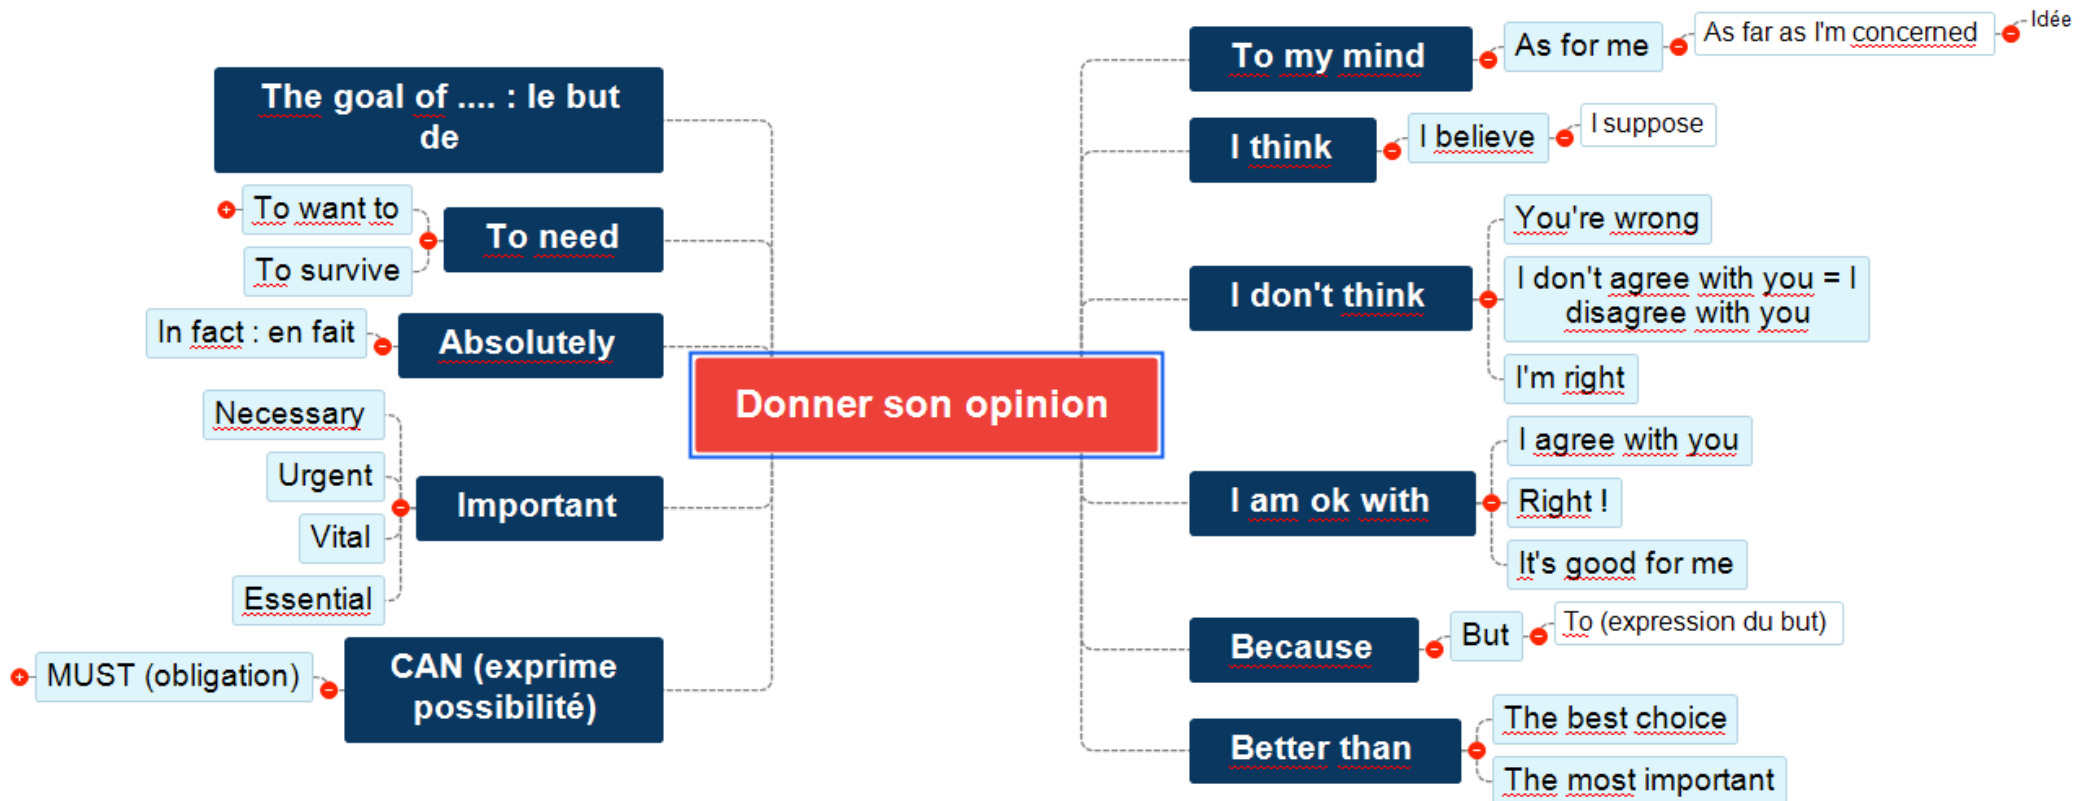 The goal of .... : le but
de
To want to
To need
To survive
In fact : en fait
Absolutely
Necessary
Urgent
Important
Vital
Essential
MUST (obligation)
CAN (exprime
possibilité)
Donner son opinion
To my mind
As for me
As far as I'm concerned
Idée
I think
I believe
I suppose
I don't think
You're wrong
I don't agree with you = I
disagree with you
I'm right
I am ok with
I agree with you
Right !
It's good for me
Because
But
To (expression du but)
Better than
The best choice
The most important